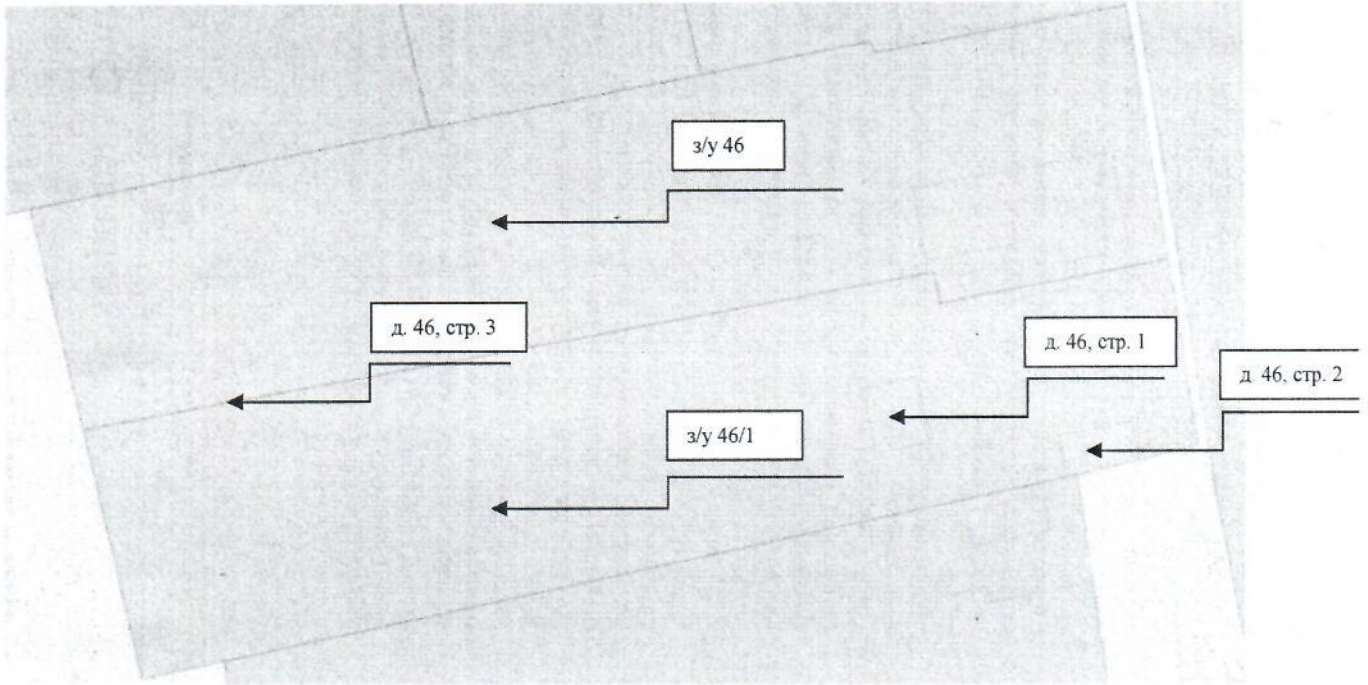 з/у 46
д. 46, стр. 3
д. 46, стр. 1
д. 46, стр. 2
з/у 46/1